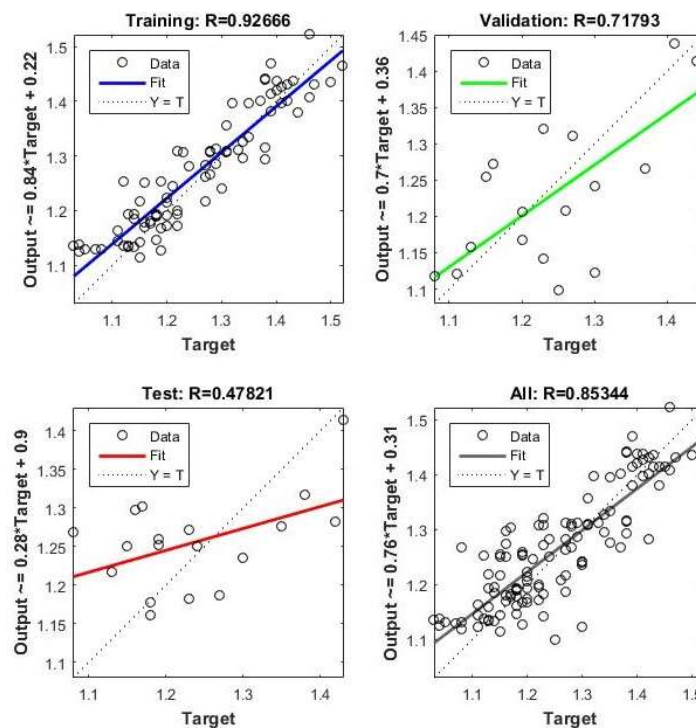 Training: R=0.92666
Output ~= 0.84*Target + 0.22
Data
Fit
Y = T
1.5
1.4
1.3
1.2
1.1
1.1 1.2 1.3 1.4 1.5
Target
Validation: R=0.71793
Output ~= 0.7*Target + 0.36
Data
Fit
Y = T
1.45
1.4
1.35
1.3
1.25
1.2
1.15
1.1
1.1 1.2 1.3 1.4
Target
Test: R=0.47821
Output ~= 0.28*Target + 0.9
Data
Fit
Y = T
1.4
1.35
1.3
1.25
1.2
1.15
1.1
1.1 1.2 1.3 1.4
Target
All: R=0.85344
Output ~= 0.76*Target + 0.31
Data
Fit
Y = T
1.5
1.4
1.3
1.2
1.1
1.1 1.2 1.3 1.4 1.5
Target